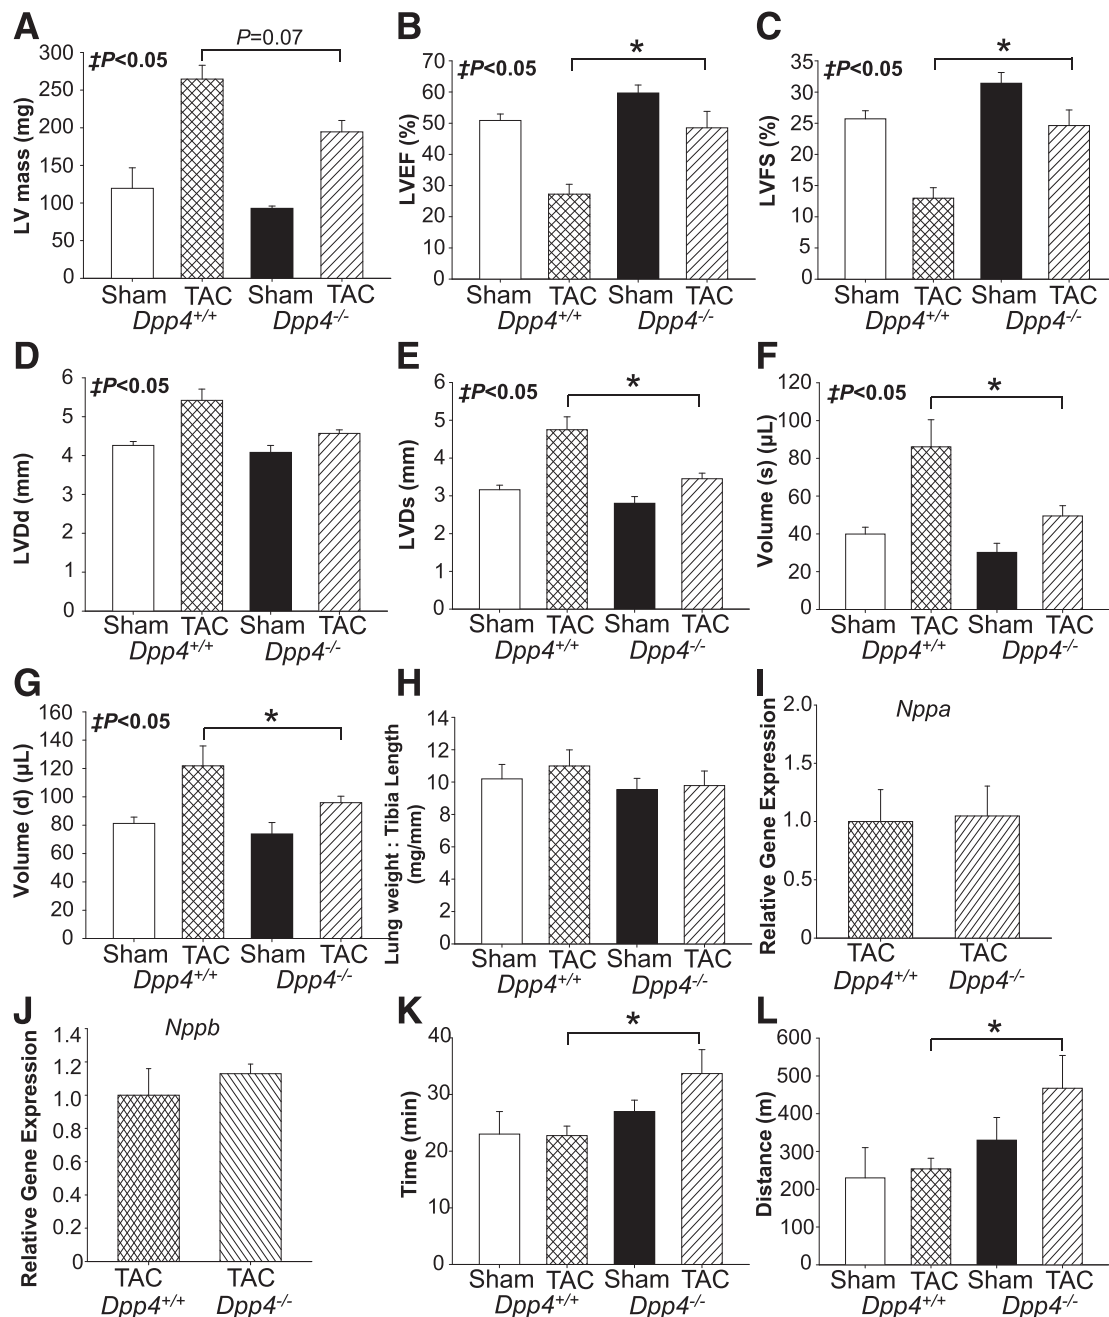 A
P=0.07
‡P<0.05
LV mass (mg)
300
250
200
150
100
50
0
Sham TAC Sham TAC
Dpp4+/+ Dpp4-/-
B
*
‡P<0.05
LVEF (%)
70
60
50
40
30
20
10
0
Sham TAC Sham TAC
Dpp4+/+ Dpp4-/-
C
*
‡P<0.05
LVFS (%)
35
30
25
20
15
10
5
0
Sham TAC Sham TAC
Dpp4+/+ Dpp4-/-
D
‡P<0.05
LVDd (mm)
6
5
4
3
2
1
0
Sham TAC Sham TAC
Dpp4+/+ Dpp4-/-
E
*
‡P<0.05
LVDs (mm)
6
5
4
3
2
1
0
Sham TAC Sham TAC
Dpp4+/+ Dpp4-/-
F
*
‡P<0.05
Volume (s) (µL)
120
100
80
60
40
20
0
Sham TAC Sham TAC
Dpp4+/+ Dpp4-/-
G
*
‡P<0.05
Volume (d) (µL)
160
140
120
100
80
60
40
20
0
Sham TAC Sham TAC
Dpp4+/+ Dpp4-/-
H
Lung weight : Tibia Length
(mg/mm)
14
12
10
8
6
4
2
0
Sham TAC Sham TAC
Dpp4+/+ Dpp4-/-
I
Nppa
Relative Gene Expression
2.0
1.5
1.0
0.5
0
TAC TAC
Dpp4+/+ Dpp4-/-
J
Nppb
Relative Gene Expression
1.4
1.2
1.0
0.8
0.6
0.4
0.2
0
TAC TAC
Dpp4+/+ Dpp4-/-
K
*
Time (min)
40
30
20
10
0
Sham TAC Sham TAC
Dpp4+/+ Dpp4-/-
L
*
Distance (m)
600
500
400
300
200
100
0
Sham TAC Sham TAC
Dpp4+/+ Dpp4-/-